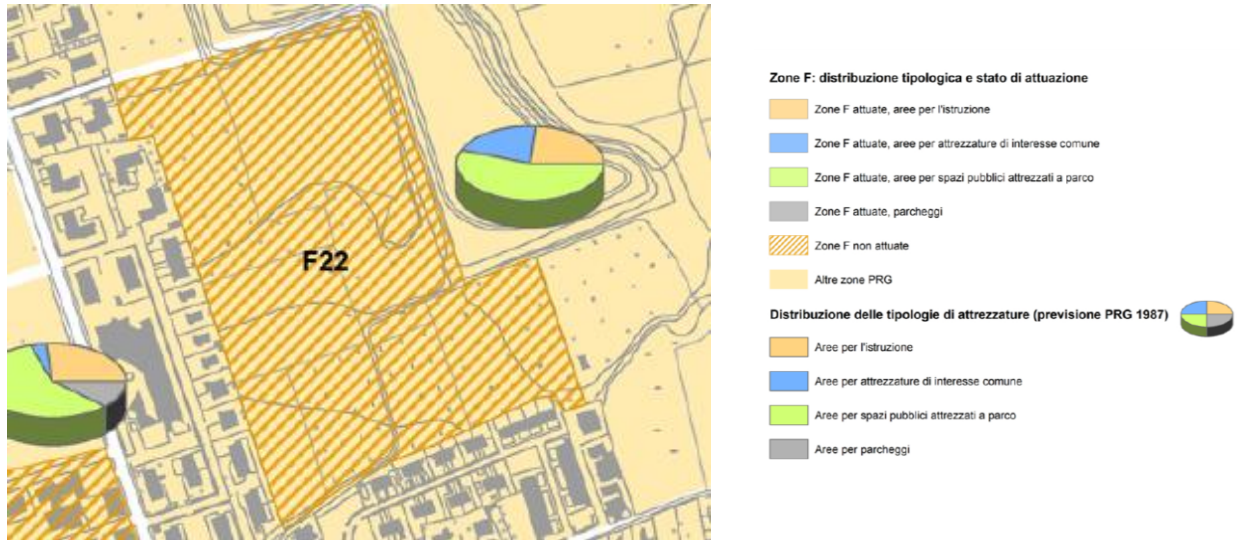 F22
Zone F: distribuzione tipologica e stato di attuazione
Zone F attuate, aree per l'istruzione
Zone F attuate, aree per attrezzature di interesse comune
Zone F attuate, aree per spazi pubblici attrezzati a parco
Zone F attuate, parcheggi
Zone F non attuate
Altre zone PRG
Distribuzione delle tipologie di attrezzature (previsione PRG 1987)
Aree per l'istruzione
Aree per attrezzature di interesse comune
Aree per spazi pubblici attrezzati a parco
Aree per parcheggi